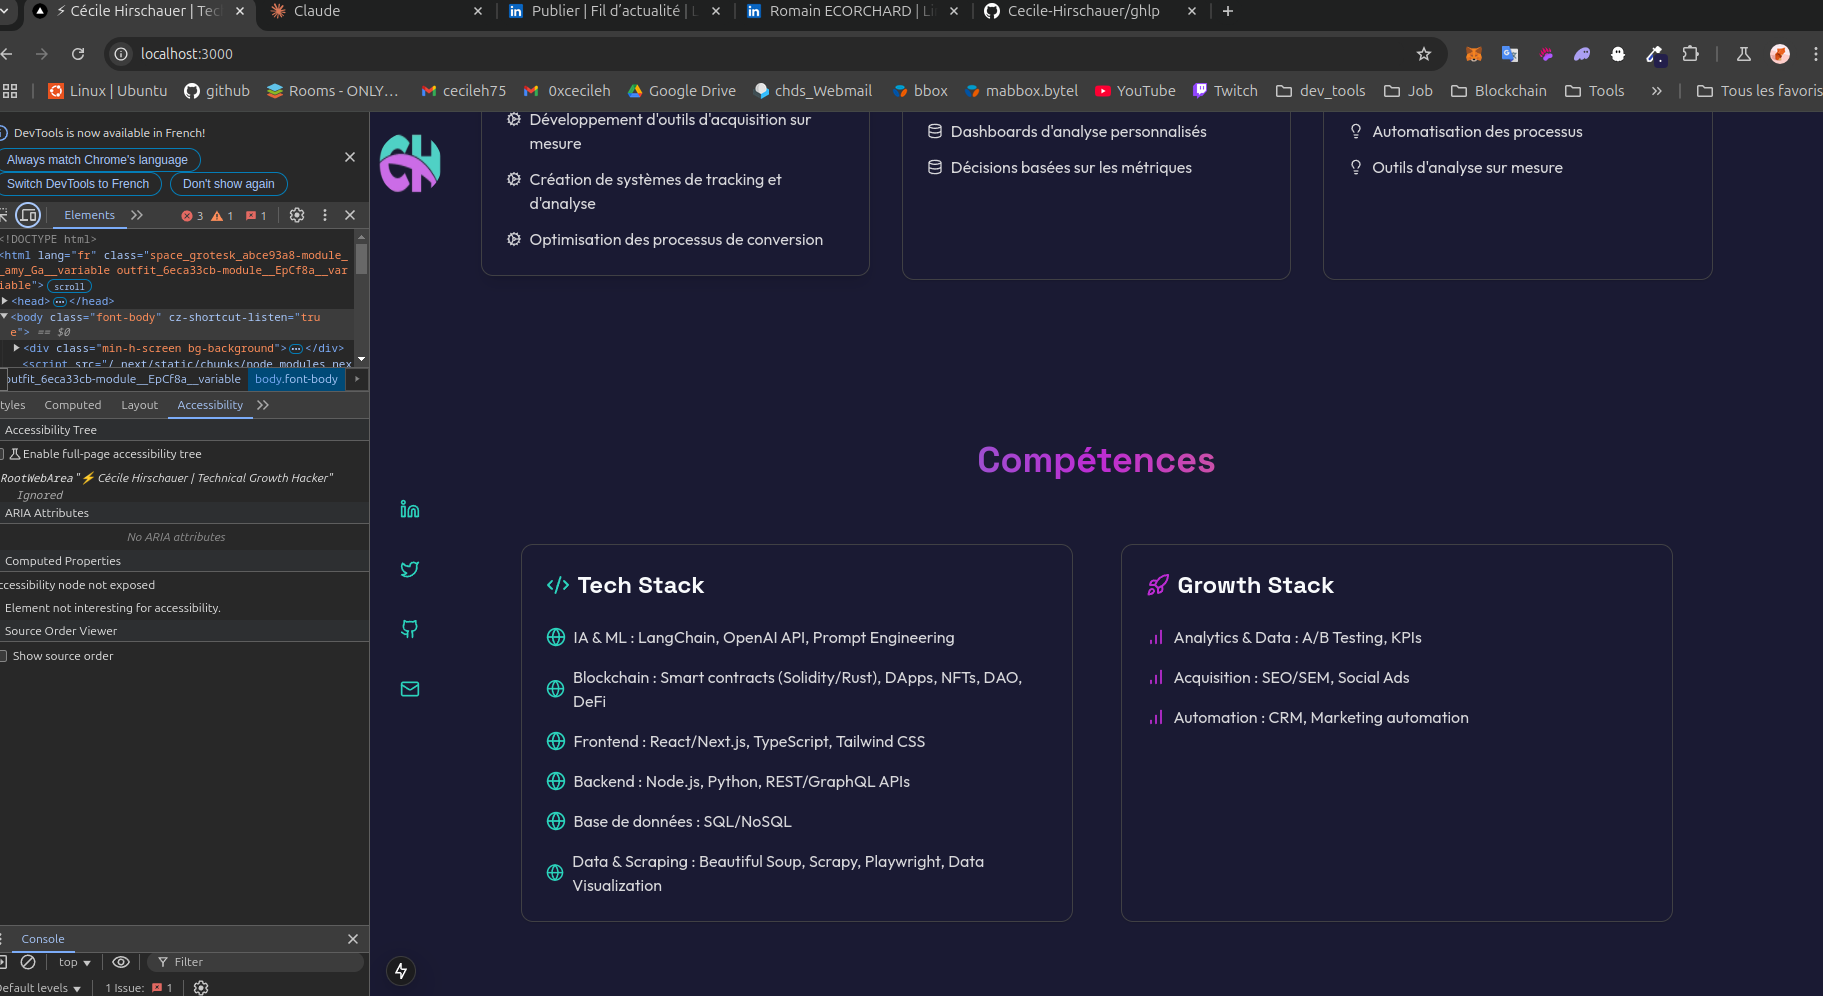 ⚡ Cécile Hirschauer | Tec
Claude
Publier | Fil d’actualité | L
Romain ECORCHARD | Li
Cecile-Hirschauer/ghlp
localhost:3000
Linux | Ubuntu
github
Rooms - ONLY…
cecileh75
0xcecileh
Google Drive
chds_Webmail
bbox
mabbox.bytel
YouTube
Twitch
dev_tools
Job
Blockchain
Tools
»
Tous les favoris
DevTools is now available in French!
Always match Chrome's language
Switch DevTools to French
Don't show again
Elements
3
1
1
<!DOCTYPE html>
<html lang="fr" class="space_grotesk_abce93a8-module_
_amy_Ga__variable outfit_6eca33cb-module__EpCf8a__var
iable"> scroll
<head> … </head>
<body class="font-body" cz-shortcut-listen="tru
e"> == $0
<div class="min-h-screen bg-background"> … </div>
<script src="/_next/static/chunks/node_modules_nex
outfit_6eca33cb-module__EpCf8a__variable
body.font-body
tyles
Computed
Layout
Accessibility
Accessibility Tree
Enable full-page accessibility tree
RootWebArea "⚡ Cécile Hirschauer | Technical Growth Hacker"
Ignored
ARIA Attributes
No ARIA attributes
Computed Properties
ccessibility node not exposed
Element not interesting for accessibility.
Source Order Viewer
Show source order
Console
top
Filter
Default levels
1 Issue:
1
CH
Développement d'outils d'acquisition sur
mesure
Création de systèmes de tracking et
d'analyse
Optimisation des processus de conversion
Dashboards d'analyse personnalisés
Décisions basées sur les métriques
Automatisation des processus
Outils d'analyse sur mesure
Compétences
Tech Stack
IA & ML : LangChain, OpenAI API, Prompt Engineering
Blockchain : Smart contracts (Solidity/Rust), DApps, NFTs, DAO,
DeFi
Frontend : React/Next.js, TypeScript, Tailwind CSS
Backend : Node.js, Python, REST/GraphQL APIs
Base de données : SQL/NoSQL
Data & Scraping : Beautiful Soup, Scrapy, Playwright, Data
Visualization
Growth Stack
Analytics & Data : A/B Testing, KPIs
Acquisition : SEO/SEM, Social Ads
Automation : CRM, Marketing automation